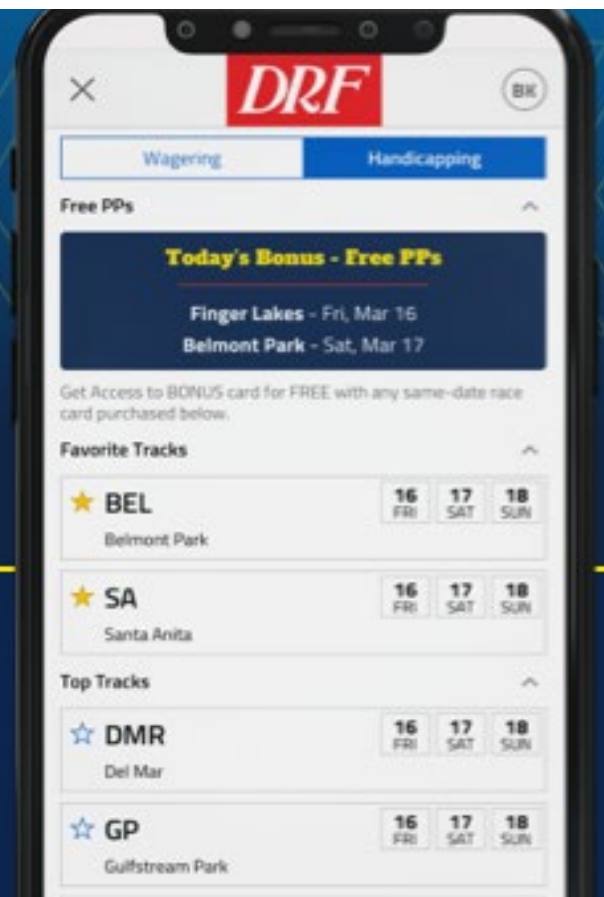 DRF
BK
Wagering
Handicapping
Free PPs
Today's Bonus - Free PPs
Finger Lakes - Fri, Mar 16
Belmont Park - Sat, Mar 17
Get Access to BONUS card for FREE with any same-date race
card purchased below.
Favorite Tracks
BEL
16 17 18
FRI SAT SUN
Belmont Park
SA
16 17 18
FRI SAT SUN
Santa Anita
Top Tracks
DMR
16 17 18
FRI SAT SUN
Del Mar
GP
16 17 18
FRI SAT SUN
Gulfstream Park